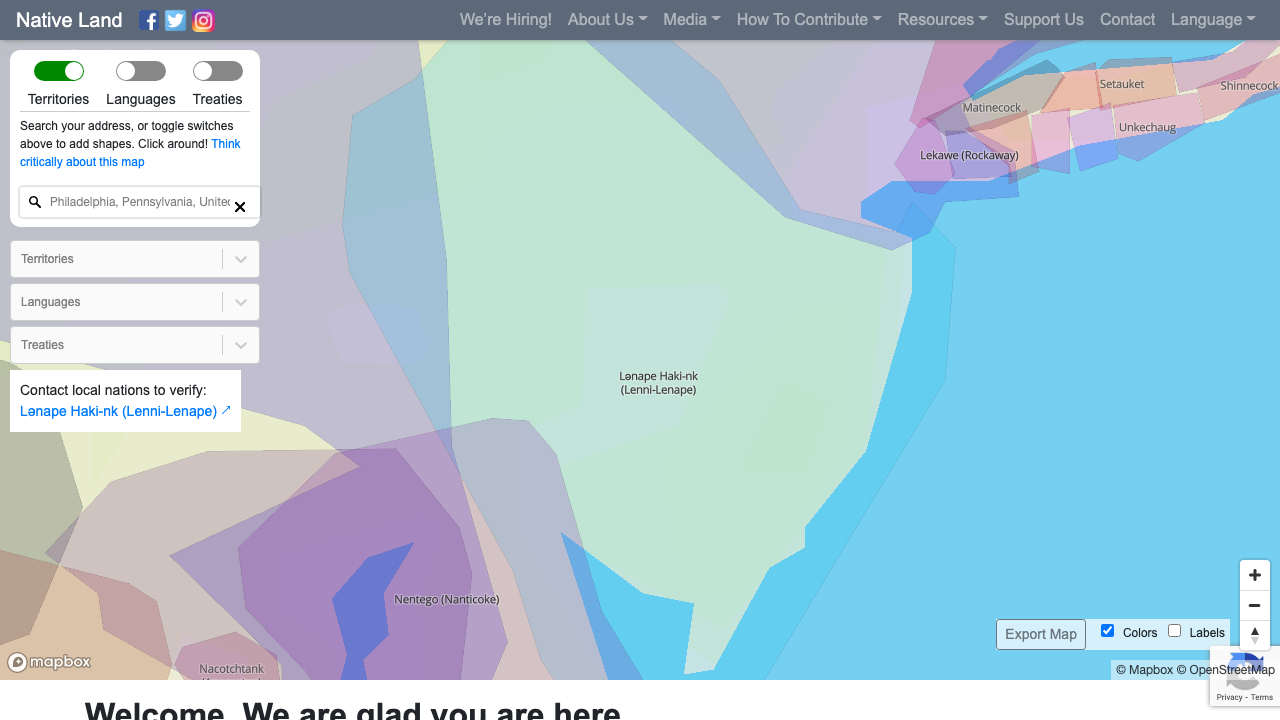 Native Land
We're Hiring!
About Us
Media
How To Contribute
Resources
Support Us
Contact
Language
Territories
Languages
Treaties
Search your address, or toggle switches
above to add shapes. Click around! Think
critically about this map
Philadelphia, Pennsylvania, United
Territories
Languages
Treaties
Contact local nations to verify:
Lənape Haki-nk (Lenni-Lenape) ↗
Setauket
Shinnecock
Matinecock
Unkechaug
Lekawe (Rockaway)
Lənape Haki-nk
(Lenni-Lenape)
Nentego (Nanticoke)
Nacotchtank
mapbox
Export Map
Colors
Labels
© Mapbox © OpenStreetMap
Privacy - Terms
Welcome. We are glad you are here